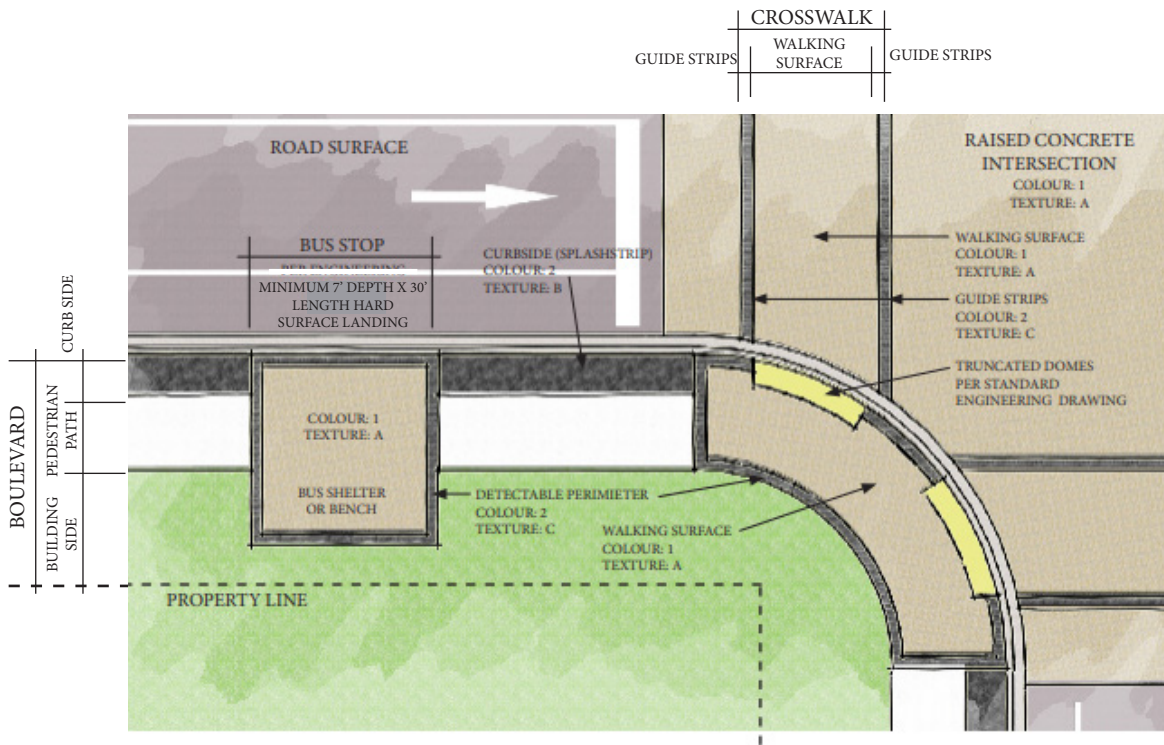 CROSSWALK
GUIDE STRIPS
WALKING
SURFACE
GUIDE STRIPS
ROAD SURFACE
RAISED CONCRETE
INTERSECTION
COLOUR: 1
TEXTURE: A
BUS STOP
PER ENGINEERING
MINIMUM 7' DEPTH X 30'
LENGTH HARD
SURFACE LANDING
CURBSIDE (SPLASHSTRIP)
COLOUR: 2
TEXTURE: B
WALKING SURFACE
COLOUR: 1
TEXTURE: A
GUIDE STRIPS
COLOUR: 2
TEXTURE: C
TRUNCATED DOMES
PER STANDARD
ENGINEERING DRAWING
BOULEVARD
CURB SIDE
PEDESTRIAN
PATH
BUILDING
SIDE
COLOUR: 1
TEXTURE: A
BUS SHELTER
OR BENCH
DETECTABLE PERIMIETER
COLOUR: 2
TEXTURE: C
WALKING SURFACE
COLOUR: 1
TEXTURE: A
PROPERTY LINE